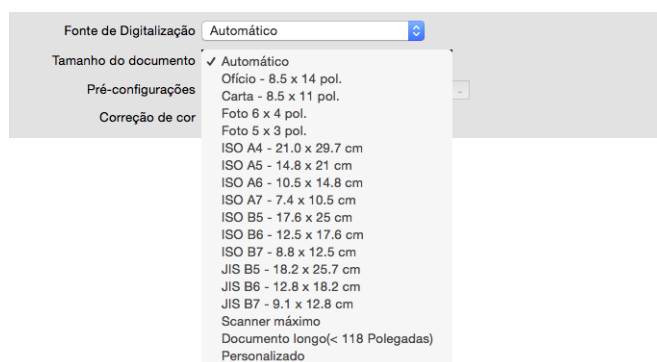 Fonte de Digitalização Automático
Tamanho do documento ✓ Automático
Ofício - 8.5 x 14 pol.
Pré-configurações Carta - 8.5 x 11 pol.
Correção de cor Foto 6 x 4 pol.
Foto 5 x 3 pol.
ISO A4 - 21.0 x 29.7 cm
ISO A5 - 14.8 x 21 cm
ISO A6 - 10.5 x 14.8 cm
ISO A7 - 7.4 x 10.5 cm
ISO B5 - 17.6 x 25 cm
ISO B6 - 12.5 x 17.6 cm
ISO B7 - 8.8 x 12.5 cm
JIS B5 - 18.2 x 25.7 cm
JIS B6 - 12.8 x 18.2 cm
JIS B7 - 9.1 x 12.8 cm
Scanner máximo
Documento longo(< 118 Polegadas)
Personalizado